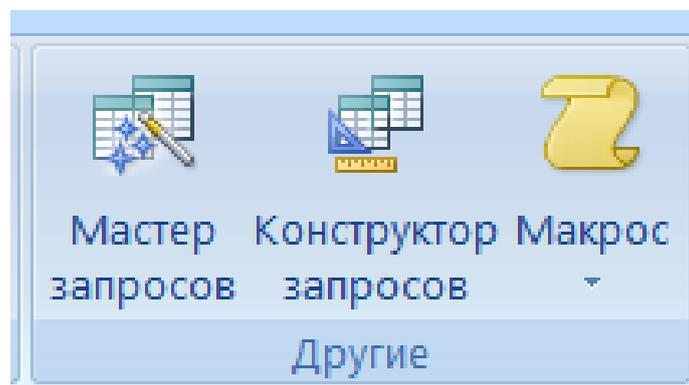 Мастер
запросов
Конструктор
запросов
Макрос
Другие